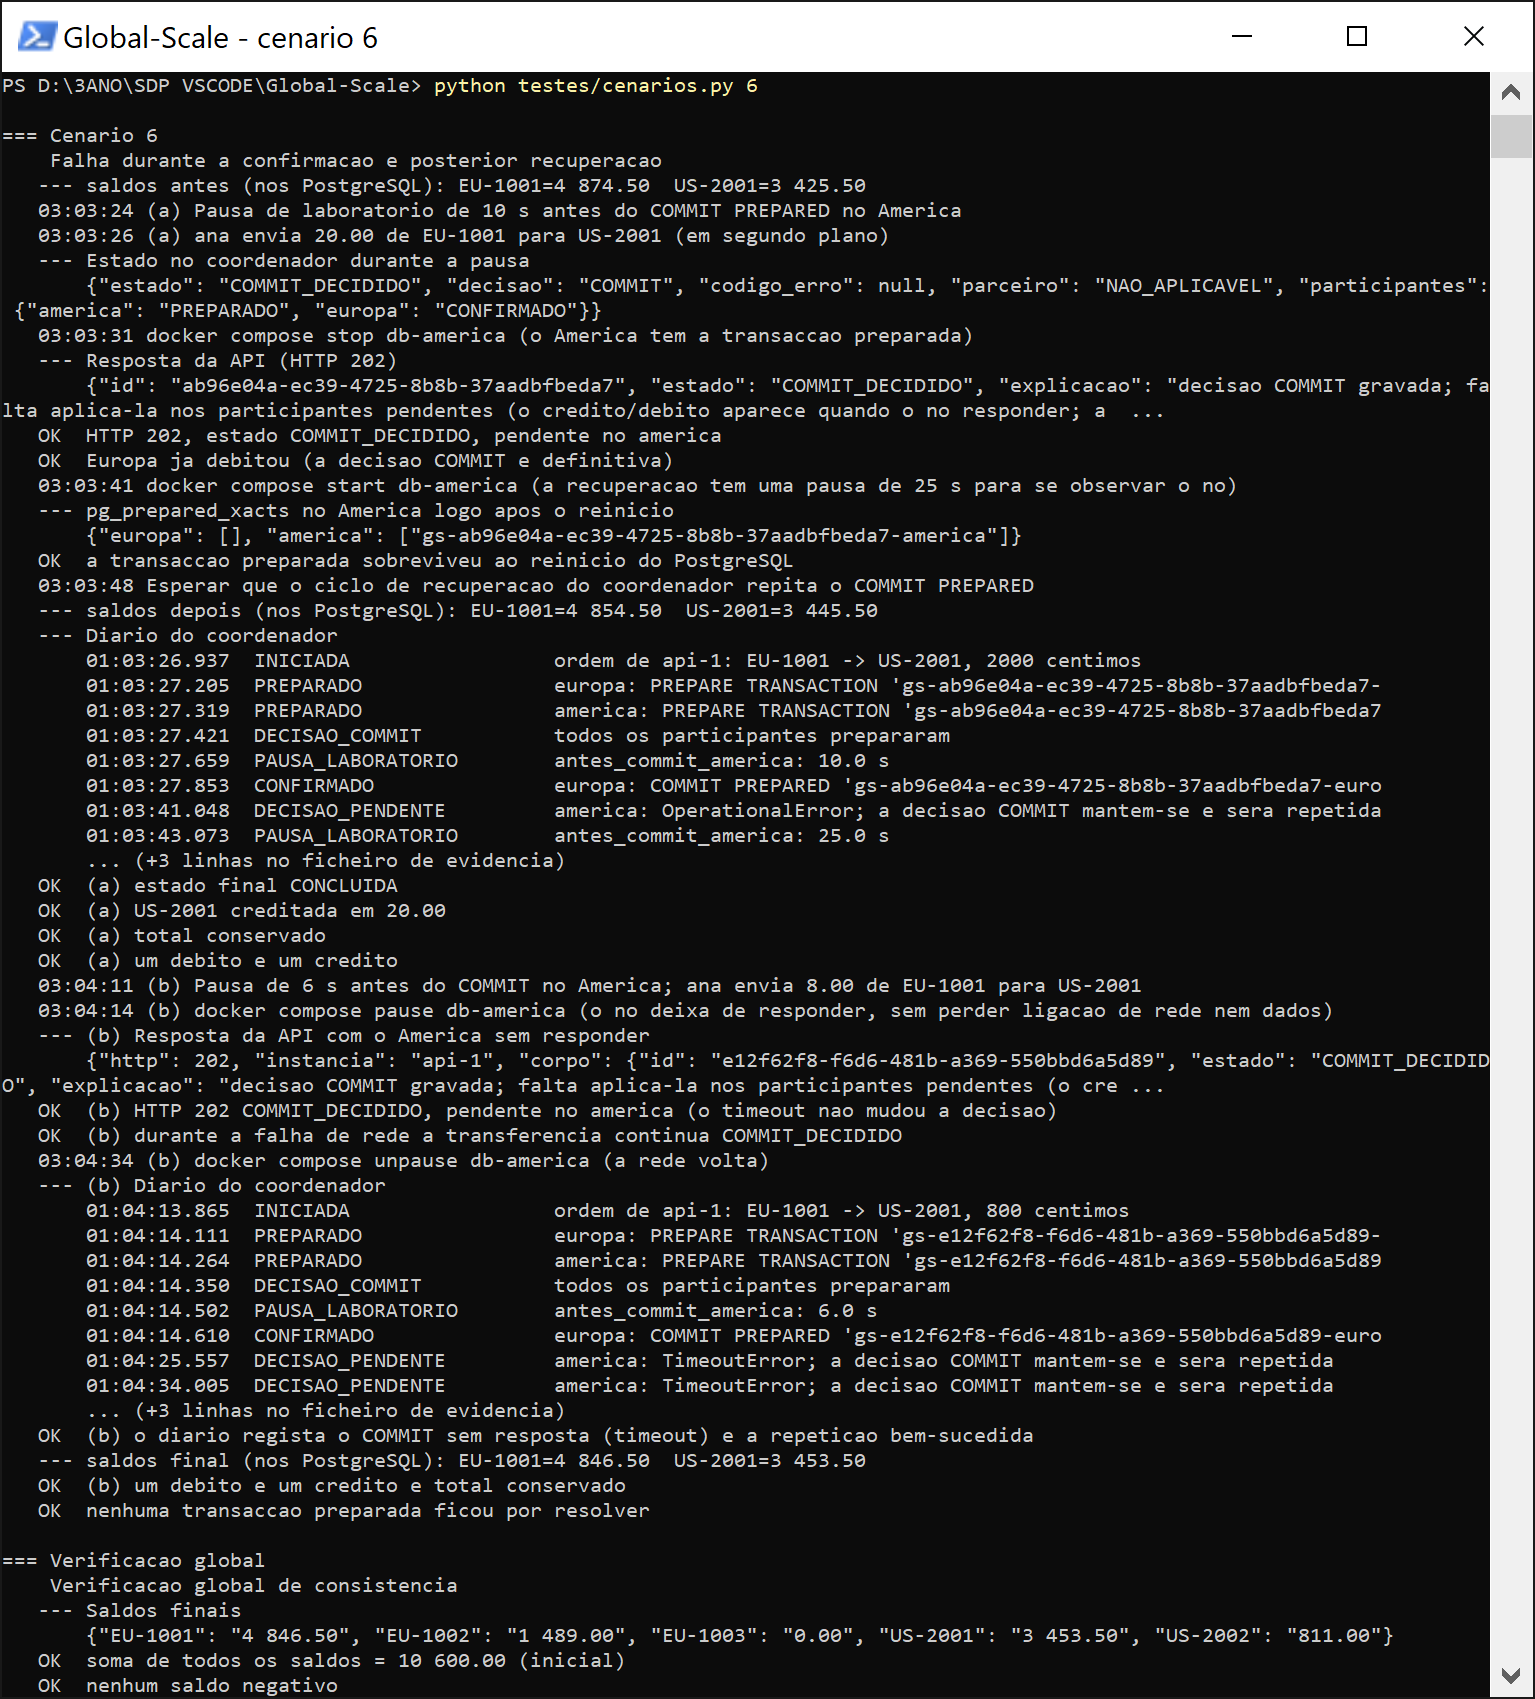 Global-Scale - cenario 6
PS D:\3ANO\SDP VSCODE\Global-Scale> python testes/cenarios.py 6
=== Cenario 6
    Falha durante a confirmacao e posterior recuperacao
   --- saldos antes (nos PostgreSQL): EU-1001=4 874.50  US-2001=3 425.50
   03:03:24 (a) Pausa de laboratorio de 10 s antes do COMMIT PREPARED no America
   03:03:26 (a) ana envia 20.00 de EU-1001 para US-2001 (em segundo plano)
   --- Estado no coordenador durante a pausa
       {"estado": "COMMIT_DECIDIDO", "decisao": "COMMIT", "codigo_erro": null, "parceiro": "NAO_APLICAVEL", "participantes":
 {"america": "PREPARADO", "europa": "CONFIRMADO"}}
   03:03:31 docker compose stop db-america (o America tem a transaccao preparada)
   --- Resposta da API (HTTP 202)
       {"id": "ab96e04a-ec39-4725-8b8b-37aadbfbeda7", "estado": "COMMIT_DECIDIDO", "explicacao": "decisao COMMIT gravada; fa
lta aplica-la nos participantes pendentes (o credito/debito aparece quando o no responder; a  ...
   OK  HTTP 202, estado COMMIT_DECIDIDO, pendente no america
   OK  Europa ja debitou (a decisao COMMIT e definitiva)
   03:03:41 docker compose start db-america (a recuperacao tem uma pausa de 25 s para se observar o no)
   --- pg_prepared_xacts no America logo apos o reinicio
       {"europa": [], "america": ["gs-ab96e04a-ec39-4725-8b8b-37aadbfbeda7-america"]}
   OK  a transaccao preparada sobreviveu ao reinicio do PostgreSQL
   03:03:48 Esperar que o ciclo de recuperacao do coordenador repita o COMMIT PREPARED
   --- saldos depois (nos PostgreSQL): EU-1001=4 854.50  US-2001=3 445.50
   --- Diario do coordenador
       01:03:26.937  INICIADA                 ordem de api-1: EU-1001 -> US-2001, 2000 centimos
       01:03:27.205  PREPARADO                europa: PREPARE TRANSACTION 'gs-ab96e04a-ec39-4725-8b8b-37aadbfbeda7-
       01:03:27.319  PREPARADO                america: PREPARE TRANSACTION 'gs-ab96e04a-ec39-4725-8b8b-37aadbfbeda7
       01:03:27.421  DECISAO_COMMIT           todos os participantes prepararam
       01:03:27.659  PAUSA_LABORATORIO        antes_commit_america: 10.0 s
       01:03:27.853  CONFIRMADO               europa: COMMIT PREPARED 'gs-ab96e04a-ec39-4725-8b8b-37aadbfbeda7-euro
       01:03:41.048  DECISAO_PENDENTE         america: OperationalError; a decisao COMMIT mantem-se e sera repetida
       01:03:43.073  PAUSA_LABORATORIO        antes_commit_america: 25.0 s
       ... (+3 linhas no ficheiro de evidencia)
   OK  (a) estado final CONCLUIDA
   OK  (a) US-2001 creditada em 20.00
   OK  (a) total conservado
   OK  (a) um debito e um credito
   03:04:11 (b) Pausa de 6 s antes do COMMIT no America; ana envia 8.00 de EU-1001 para US-2001
   03:04:14 (b) docker compose pause db-america (o no deixa de responder, sem perder ligacao de rede nem dados)
   --- (b) Resposta da API com o America sem responder
       {"http": 202, "instancia": "api-1", "corpo": {"id": "e12f62f8-f6d6-481b-a369-550bbd6a5d89", "estado": "COMMIT_DECIDID
O", "explicacao": "decisao COMMIT gravada; falta aplica-la nos participantes pendentes (o cre ...
   OK  (b) HTTP 202 COMMIT_DECIDIDO, pendente no america (o timeout nao mudou a decisao)
   OK  (b) durante a falha de rede a transferencia continua COMMIT_DECIDIDO
   03:04:34 (b) docker compose unpause db-america (a rede volta)
   --- (b) Diario do coordenador
       01:04:13.865  INICIADA                 ordem de api-1: EU-1001 -> US-2001, 800 centimos
       01:04:14.111  PREPARADO                europa: PREPARE TRANSACTION 'gs-e12f62f8-f6d6-481b-a369-550bbd6a5d89-
       01:04:14.264  PREPARADO                america: PREPARE TRANSACTION 'gs-e12f62f8-f6d6-481b-a369-550bbd6a5d89
       01:04:14.350  DECISAO_COMMIT           todos os participantes prepararam
       01:04:14.502  PAUSA_LABORATORIO        antes_commit_america: 6.0 s
       01:04:14.610  CONFIRMADO               europa: COMMIT PREPARED 'gs-e12f62f8-f6d6-481b-a369-550bbd6a5d89-euro
       01:04:25.557  DECISAO_PENDENTE         america: TimeoutError; a decisao COMMIT mantem-se e sera repetida
       01:04:34.005  DECISAO_PENDENTE         america: TimeoutError; a decisao COMMIT mantem-se e sera repetida
       ... (+3 linhas no ficheiro de evidencia)
   OK  (b) o diario regista o COMMIT sem resposta (timeout) e a repeticao bem-sucedida
   --- saldos final (nos PostgreSQL): EU-1001=4 846.50  US-2001=3 453.50
   OK  (b) um debito e um credito e total conservado
   OK  nenhuma transaccao preparada ficou por resolver
=== Verificacao global
    Verificacao global de consistencia
   --- Saldos finais
       {"EU-1001": "4 846.50", "EU-1002": "1 489.00", "EU-1003": "0.00", "US-2001": "3 453.50", "US-2002": "811.00"}
   OK  soma de todos os saldos = 10 600.00 (inicial)
   OK  nenhum saldo negativo